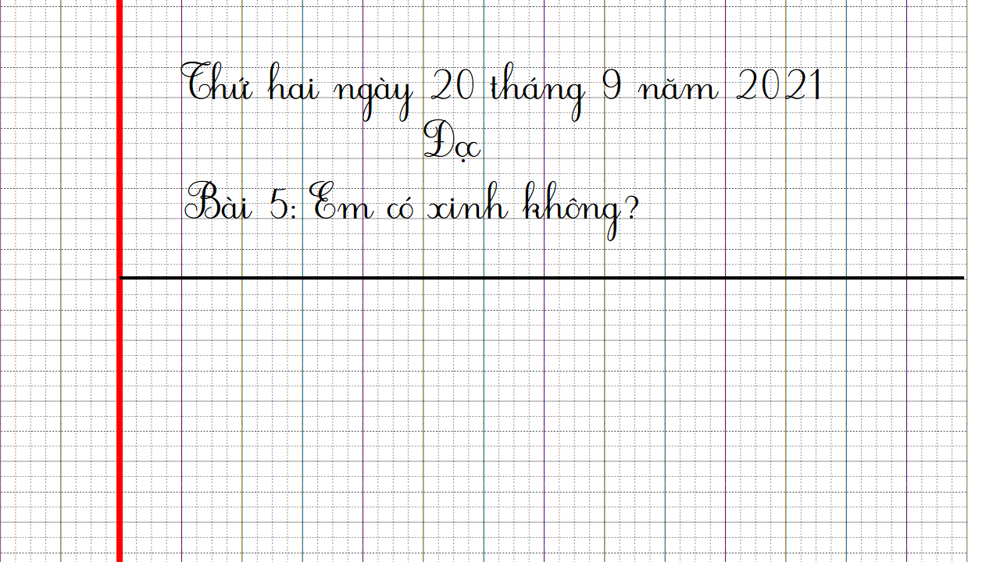 Thứ hai ngày 20 tháng 9 năm 2021
Đọc
Bài 5: Em có xinh không?